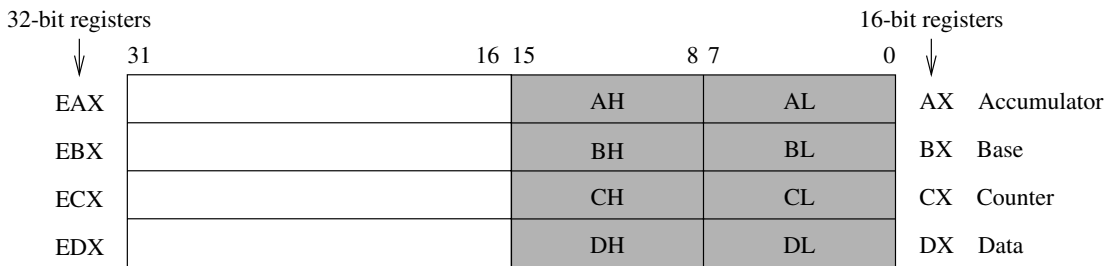 32-bit registers 16-bit registers
31 16 15 8 7 0
EAX AH AL AX Accumulator
EBX BH BL BX Base
ECX CH CL CX Counter
EDX DH DL DX Data